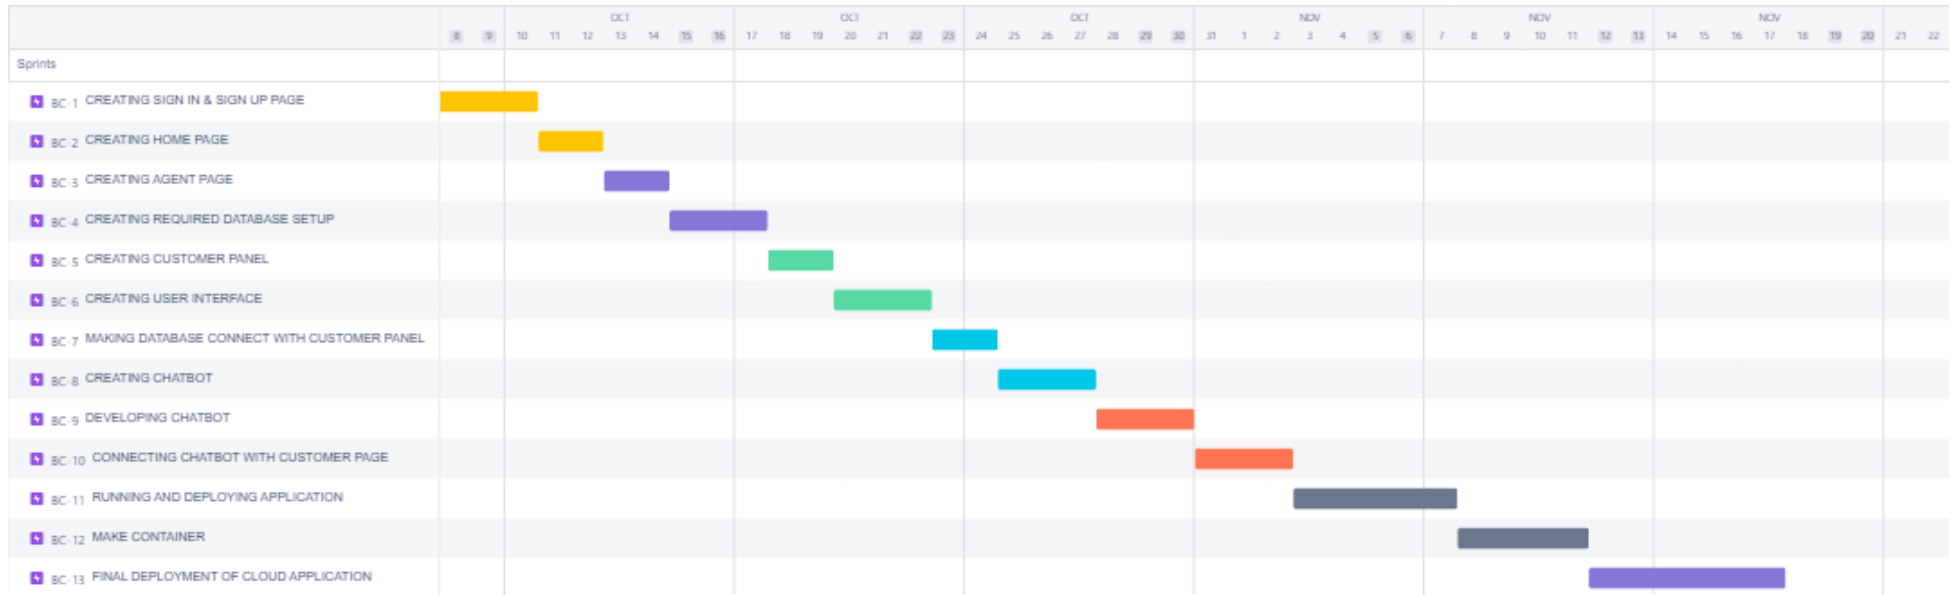 OCT OCT OCT NOV NOV NOV
8 9 10 11 12 13 14 15 16 17 18 19 20 21 22 23 24 25 26 27 28 29 30 31 1 2 3 4 5 6 7 8 9 10 11 12 13 14 15 16 17 18 19 20 21 22
Sprints
BC-1 CREATING SIGN IN & SIGN UP PAGE
BC-2 CREATING HOME PAGE
BC-3 CREATING AGENT PAGE
BC-4 CREATING REQUIRED DATABASE SETUP
BC-5 CREATING CUSTOMER PANEL
BC-6 CREATING USER INTERFACE
BC-7 MAKING DATABASE CONNECT WITH CUSTOMER PANEL
BC-8 CREATING CHATBOT
BC-9 DEVELOPING CHATBOT
BC-10 CONNECTING CHATBOT WITH CUSTOMER PAGE
BC-11 RUNNING AND DEPLOYING APPLICATION
BC-12 MAKE CONTAINER
BC-13 FINAL DEPLOYMENT OF CLOUD APPLICATION